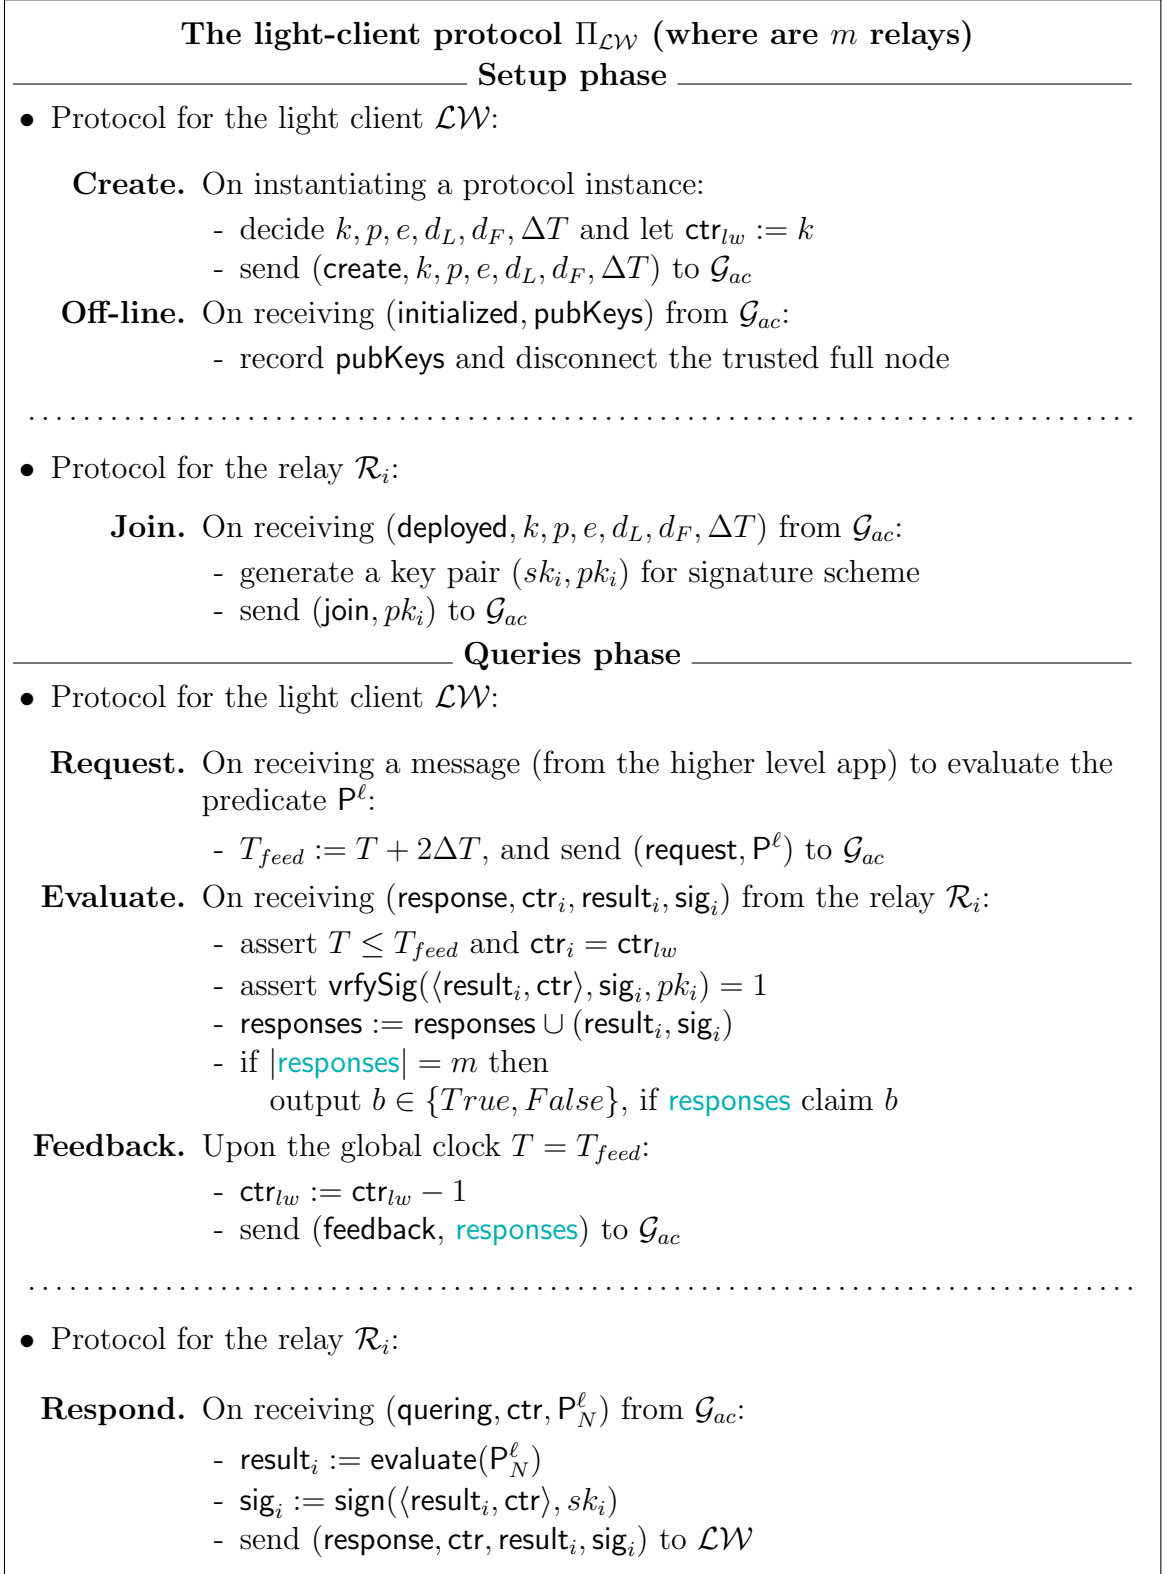 The light-client protocol Π_{ℒ𝒲} (where are m relays)
Setup phase
• Protocol for the light client ℒ𝒲:
Create. On instantiating a protocol instance:
- decide k, p, e, d_L, d_F, ΔT and let ctr_{lw} := k
- send (create, k, p, e, d_L, d_F, ΔT) to 𝒢_{ac}
Off-line. On receiving (initialized, pubKeys) from 𝒢_{ac}:
- record pubKeys and disconnect the trusted full node
• Protocol for the relay ℛ_i:
Join. On receiving (deployed, k, p, e, d_L, d_F, ΔT) from 𝒢_{ac}:
- generate a key pair (sk_i, pk_i) for signature scheme
- send (join, pk_i) to 𝒢_{ac}
Queries phase
• Protocol for the light client ℒ𝒲:
Request. On receiving a message (from the higher level app) to evaluate the
predicate P^ℓ:
- T_{feed} := T + 2ΔT, and send (request, P^ℓ) to 𝒢_{ac}
Evaluate. On receiving (response, ctr_i, result_i, sig_i) from the relay ℛ_i:
- assert T ≤ T_{feed} and ctr_i = ctr_{lw}
- assert vrfySig(⟨result_i, ctr⟩, sig_i, pk_i) = 1
- responses := responses ∪ (result_i, sig_i)
- if |responses| = m then
output b ∈ {True, False}, if responses claim b
Feedback. Upon the global clock T = T_{feed}:
- ctr_{lw} := ctr_{lw} − 1
- send (feedback, responses) to 𝒢_{ac}
• Protocol for the relay ℛ_i:
Respond. On receiving (quering, ctr, P^ℓ_N) from 𝒢_{ac}:
- result_i := evaluate(P^ℓ_N)
- sig_i := sign(⟨result_i, ctr⟩, sk_i)
- send (response, ctr, result_i, sig_i) to ℒ𝒲